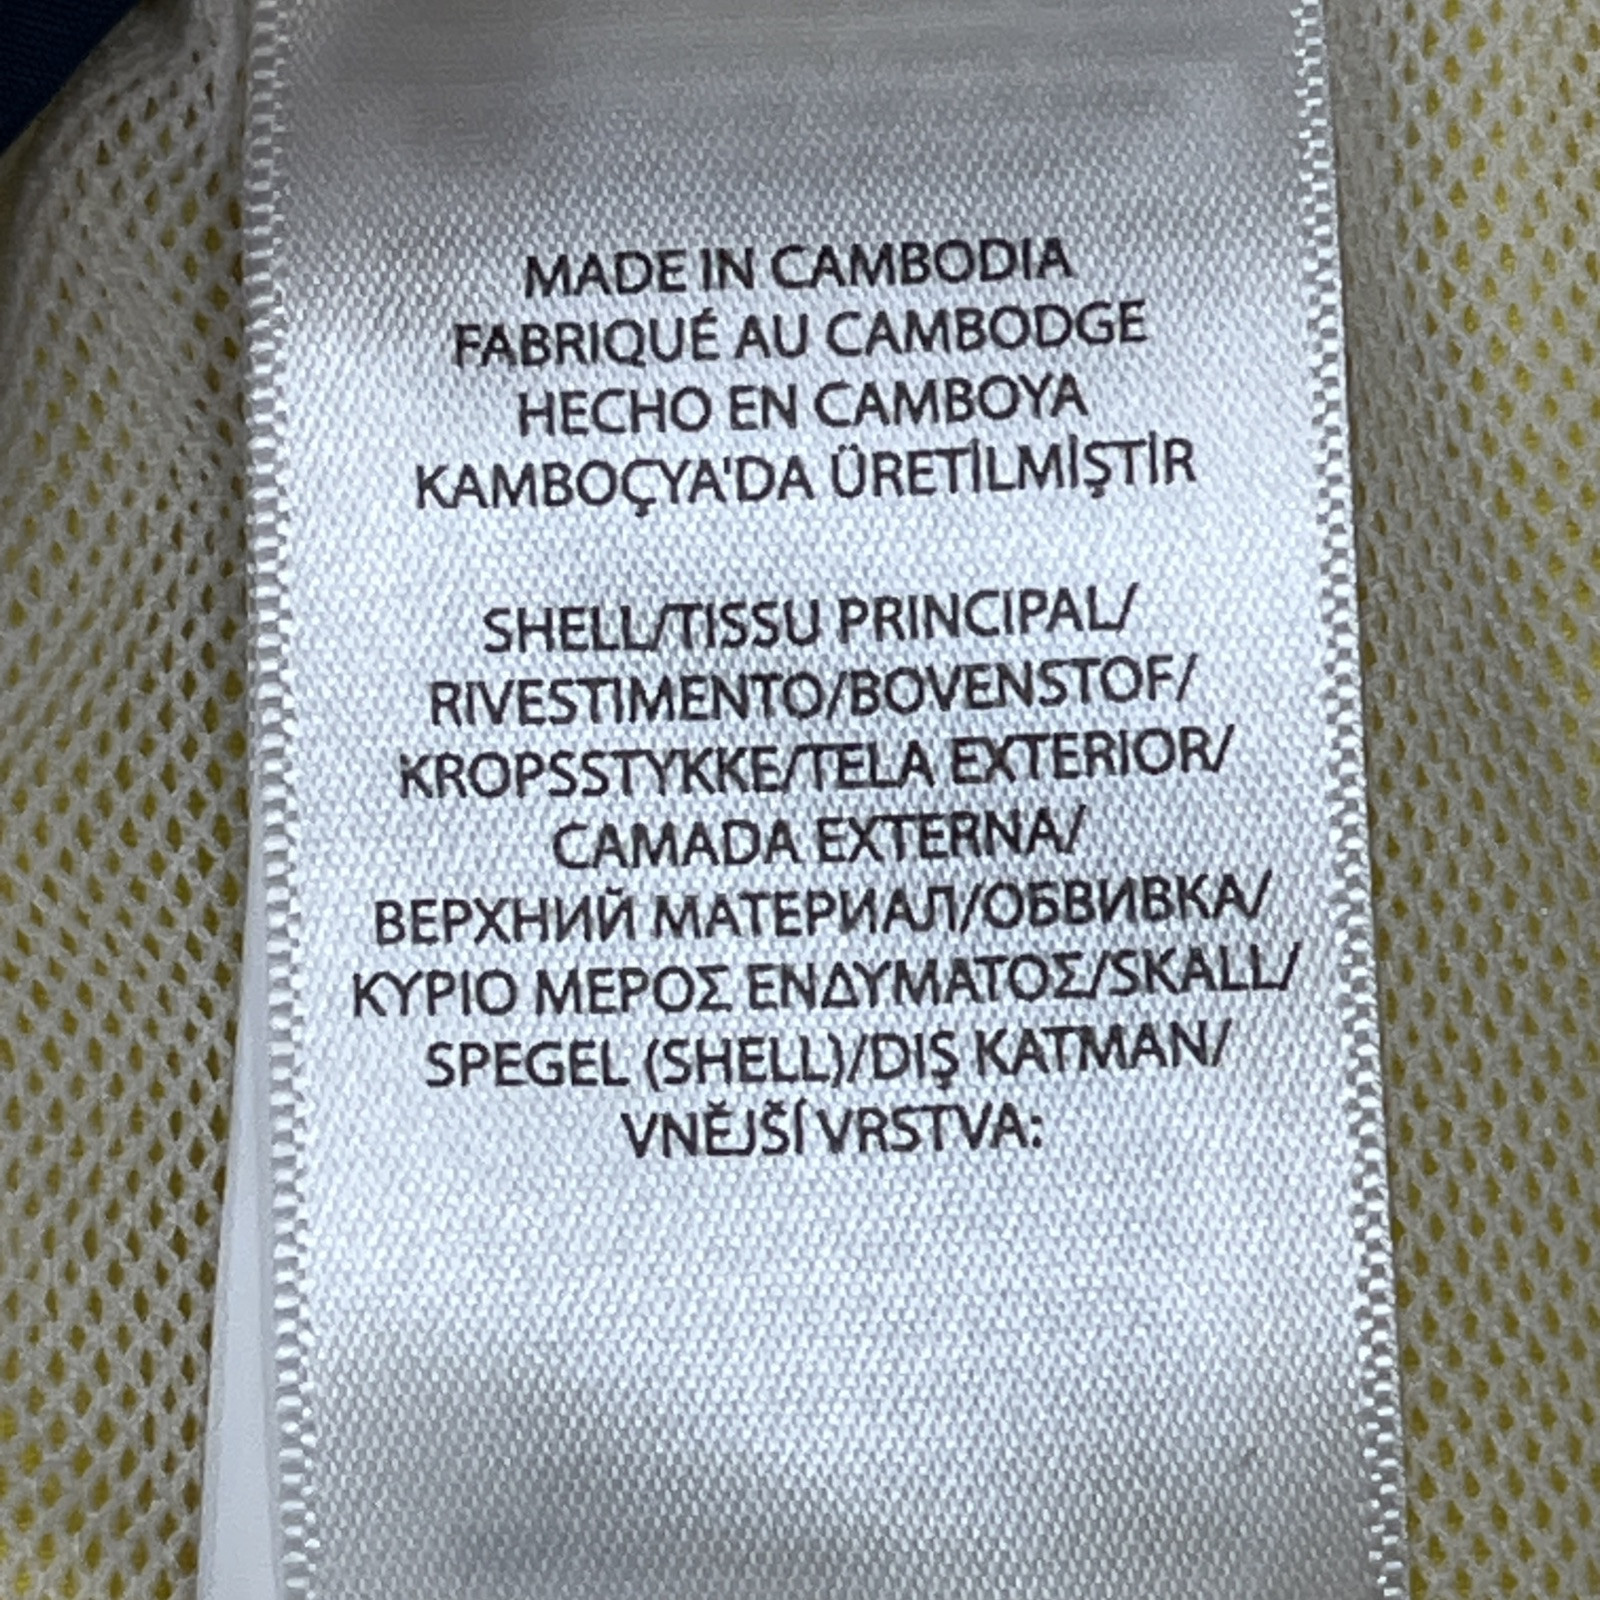 MADE IN CAMBODIA
FABRIQUÉ AU CAMBODGE
HECHO EN CAMBOYA
KAMBOÇYA'DA ÜRETİLMİŞTİR
SHELL/TISSU PRINCIPAL/
RIVESTIMENTO/BOVENSTOF/
KROPSSTYKKE/TELA EXTERIOR/
CAMADA EXTERNA/
ВЕРХНИЙ МАТЕРИАЛ/ОБВИВКА/
ΚΥΡΙΟ ΜΕΡΟΣ ΕΝΔΥΜΑΤΟΣ/SKALL/
SPEGEL (SHELL)/DIŞ KATMAN/
VNĚJŠÍ VRSTVA: